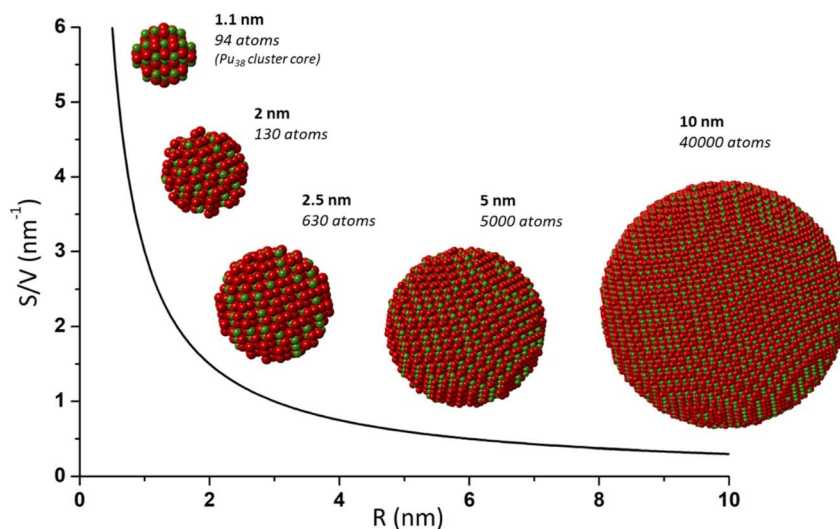 1.1 nm
94 atoms
(Pu38 cluster core)
2 nm
130 atoms
2.5 nm
630 atoms
5 nm
5000 atoms
10 nm
40000 atoms
S/V (nm⁻¹)
6
5
4
3
2
1
0
0 2 4 6 8 10
R (nm)